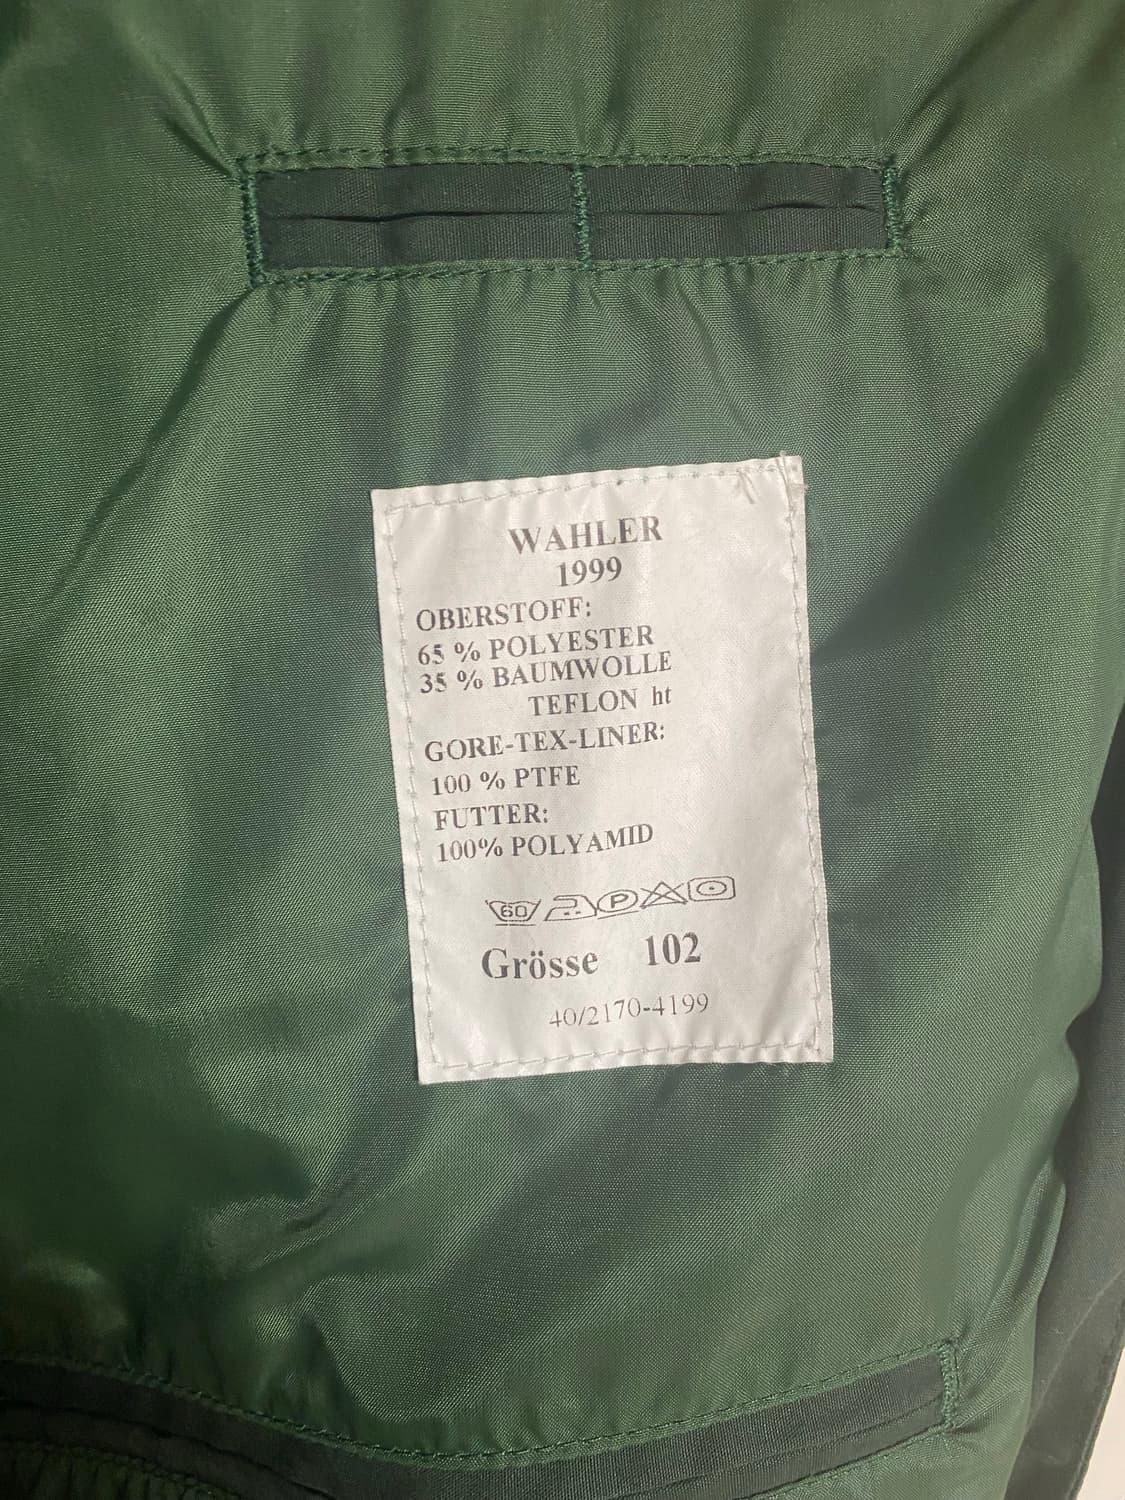 WAHLER
1999
OBERSTOFF:
65 % POLYESTER
35 % BAUMWOLLE
TEFLON ht
GORE-TEX-LINER:
100 % PTFE
FUTTER:
100% POLYAMID
60 P
Grösse 102
40/2170-4199